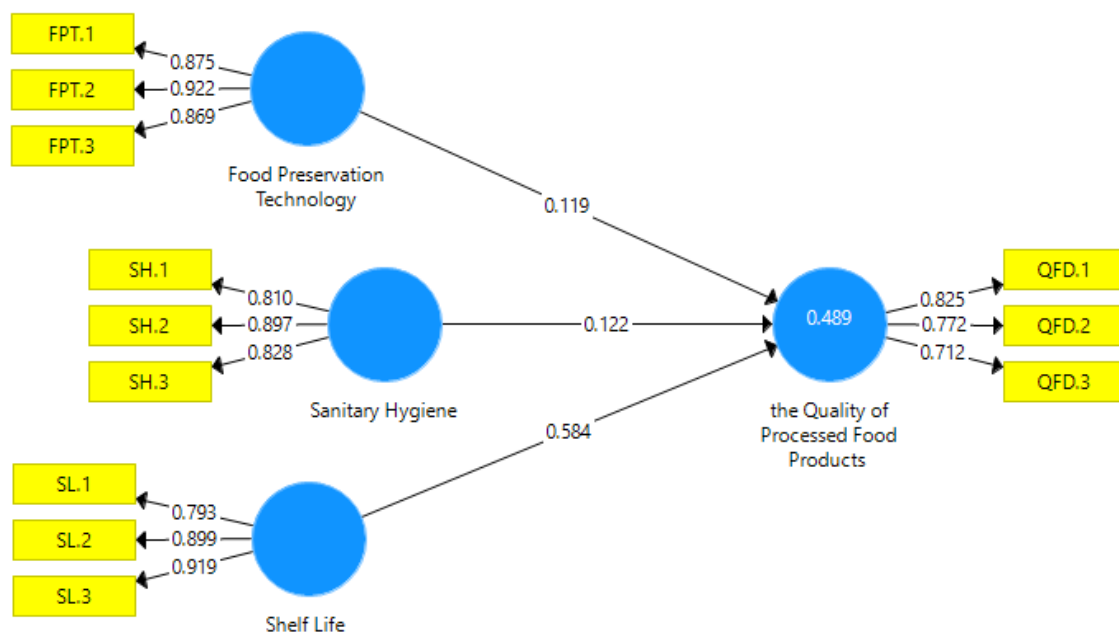 FPT.1
0.875
FPT.2
0.922
FPT.3
0.869
Food Preservation
Technology
0.119
SH.1
0.810
SH.2
0.897
SH.3
0.828
Sanitary Hygiene
0.122
SL.1
0.793
SL.2
0.899
SL.3
0.919
Shelf Life
0.584
0.489
the Quality of
Processed Food
Products
0.825
QFD.1
0.772
QFD.2
0.712
QFD.3